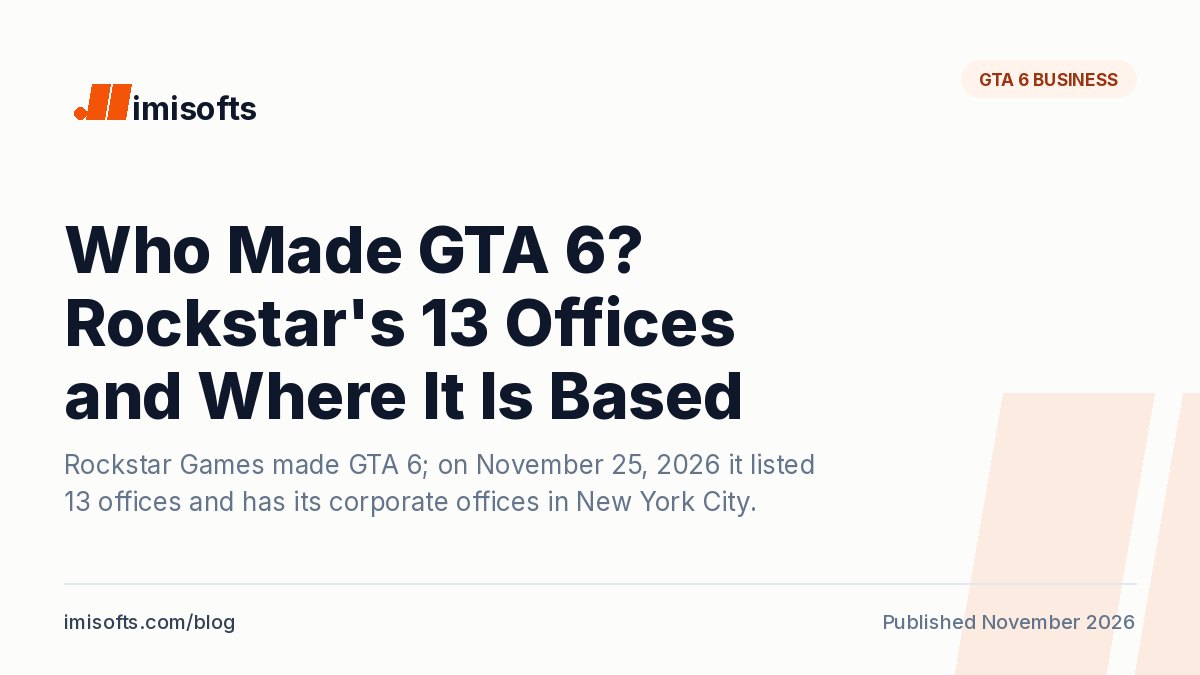 imisofts
GTA 6 BUSINESS
Who Made GTA 6?
Rockstar's 13 Offices
and Where It Is Based
Rockstar Games made GTA 6; on November 25, 2026 it listed
13 offices and has its corporate offices in New York City.
imisofts.com/blog
Published November 2026